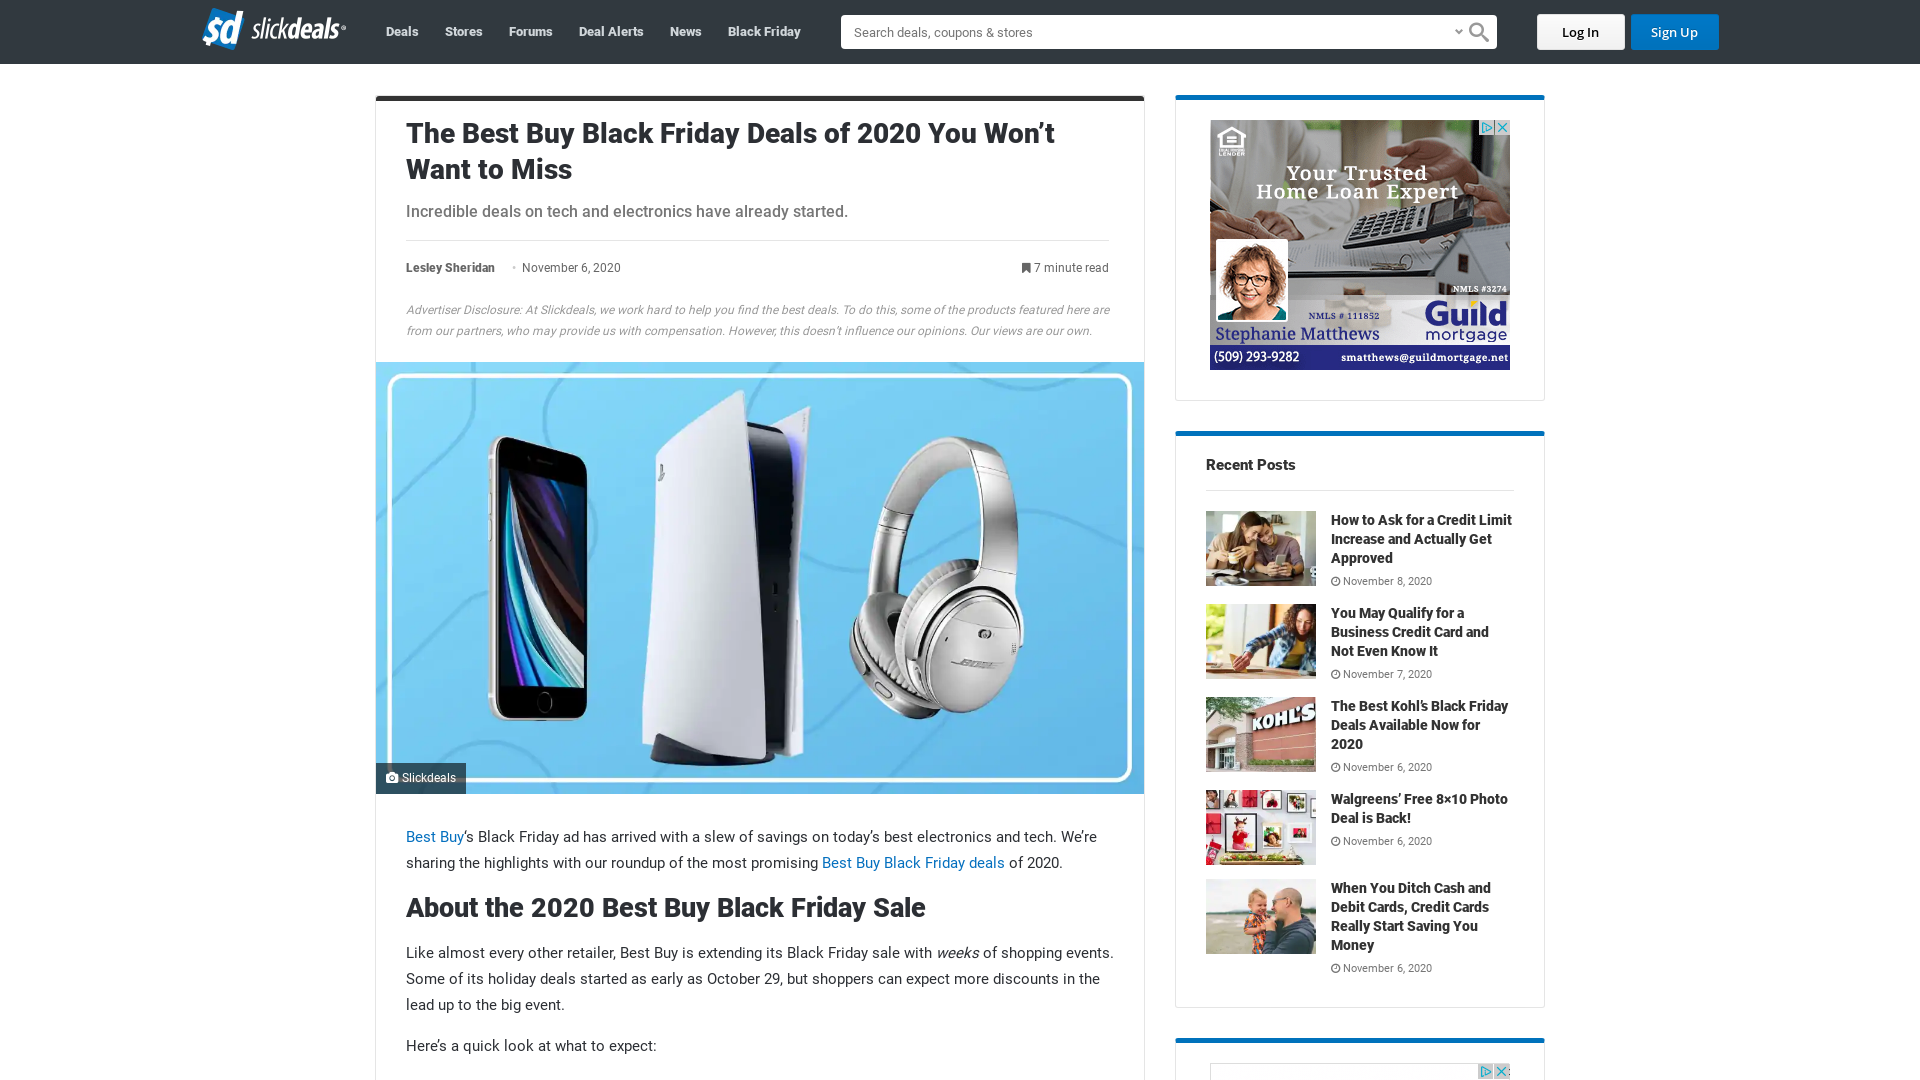 $d slickdeals
Deals
Stores
Forums
Deal Alerts
News
Black Friday
Search deals, coupons & stores
Log In
Sign Up
The Best Buy Black Friday Deals of 2020 You Won’t
Want to Miss
Incredible deals on tech and electronics have already started.
Lesley Sheridan
November 6, 2020
7 minute read
Advertiser Disclosure: At Slickdeals, we work hard to help you find the best deals. To do this, some of the products featured here are
from our partners, who may provide us with compensation. However, this doesn’t influence our opinions. Our views are our own.
BOSE
Slickdeals
Best Buy‘s Black Friday ad has arrived with a slew of savings on today’s best electronics and tech. We’re
sharing the highlights with our roundup of the most promising Best Buy Black Friday deals of 2020.
About the 2020 Best Buy Black Friday Sale
Like almost every other retailer, Best Buy is extending its Black Friday sale with weeks of shopping events.
Some of its holiday deals started as early as October 29, but shoppers can expect more discounts in the
lead up to the big event.
Here’s a quick look at what to expect:
LENDER
Your Trusted
Home Loan Expert
NMLS #3274
NMLS # 111852
Guild
mortgage
Stephanie Matthews
(509) 293-9282
smatthews@guildmortgage.net
Recent Posts
How to Ask for a Credit Limit
Increase and Actually Get
Approved
November 8, 2020
You May Qualify for a
Business Credit Card and
Not Even Know It
November 7, 2020
KOHL'S
The Best Kohl’s Black Friday
Deals Available Now for
2020
November 6, 2020
Walgreens’ Free 8×10 Photo
Deal is Back!
November 6, 2020
When You Ditch Cash and
Debit Cards, Credit Cards
Really Start Saving You
Money
November 6, 2020